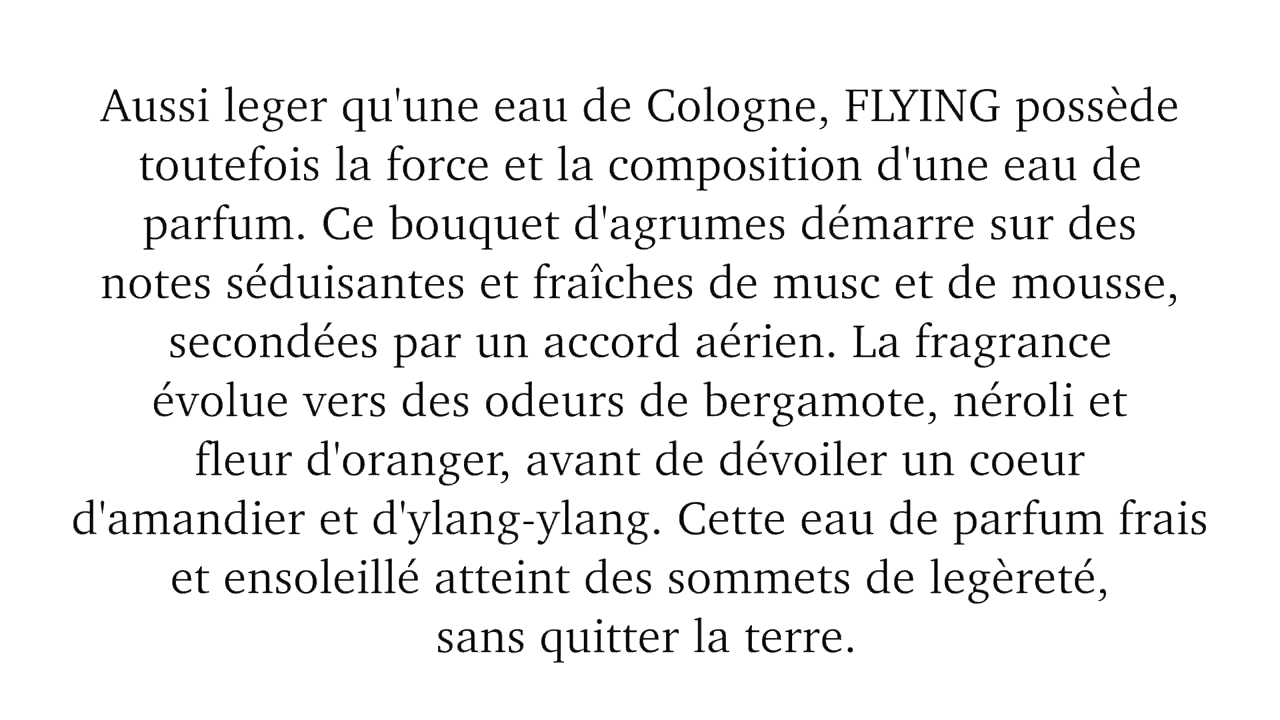 Aussi leger qu'une eau de Cologne, FLYING possède
toutefois la force et la composition d'une eau de
parfum. Ce bouquet d'agrumes démarre sur des
notes séduisantes et fraîches de musc et de mousse,
secondées par un accord aérien. La fragrance
évolue vers des odeurs de bergamote, néroli et
fleur d'oranger, avant de dévoiler un coeur
d'amandier et d'ylang-ylang. Cette eau de parfum frais
et ensoleillé atteint des sommets de legèreté,
sans quitter la terre.